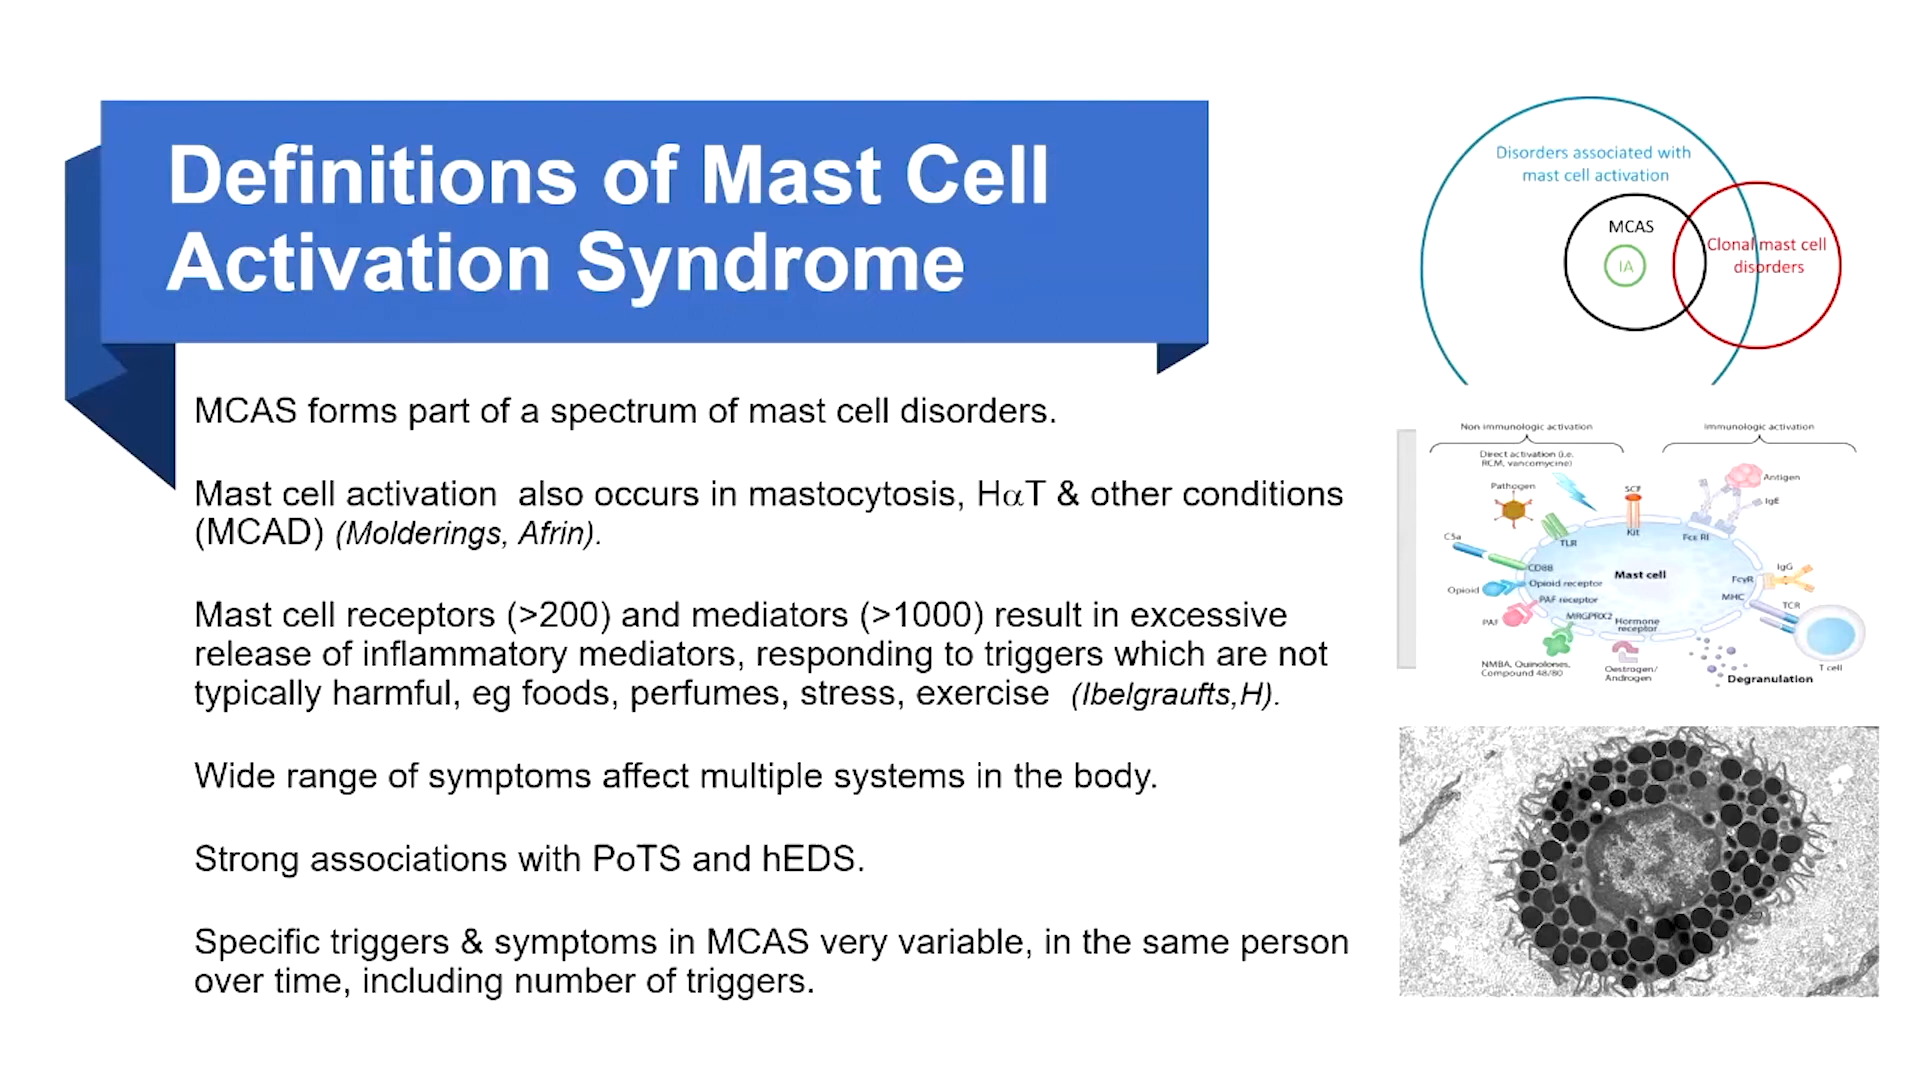 Definitions of Mast Cell
Activation Syndrome
MCAS forms part of a spectrum of mast cell disorders.
Mast cell activation also occurs in mastocytosis, HαT & other conditions
(MCAD) (Molderings, Afrin).
Mast cell receptors (>200) and mediators (>1000) result in excessive
release of inflammatory mediators, responding to triggers which are not
typically harmful, eg foods, perfumes, stress, exercise (Ibelgraufts,H).
Wide range of symptoms affect multiple systems in the body.
Strong associations with PoTS and hEDS.
Specific triggers & symptoms in MCAS very variable, in the same person
over time, including number of triggers.
Disorders associated with
mast cell activation
MCAS
IA
Clonal mast cell
disorders
Non immunologic activation
Immunologic activation
Direct activation (i.e.
RCM, vancomycine)
Pathogen
SCF
Antigen
IgE
C5a
TLR
Kit
Fcε RI
CD88
Mast cell
Opioid
Opioid receptor
FcγR
IgG
PAF receptor
MHC
TCR
PAF
MRGPRX2
Hormone
receptor
NMBA, Quinolones,
Compound 48/80
Oestrogen/
Androgen
Degranulation
T cell